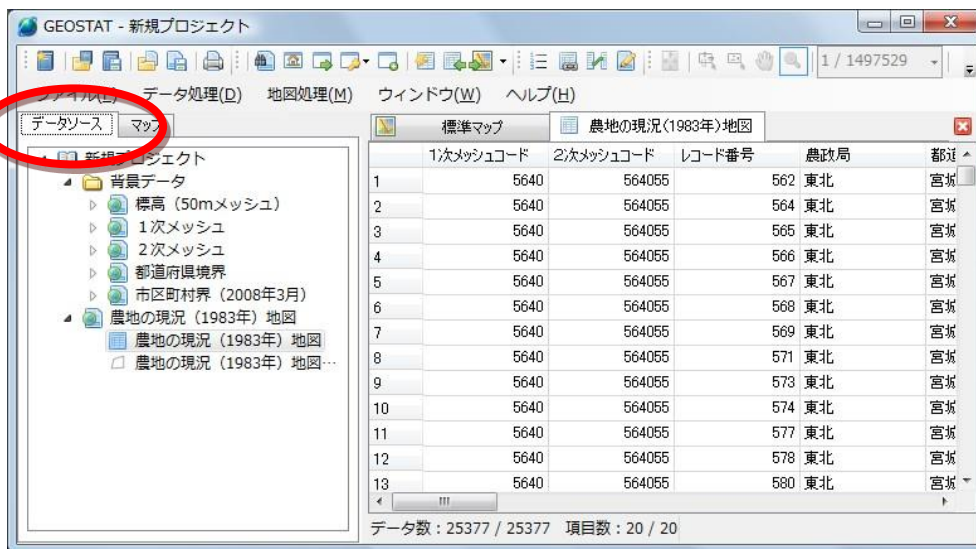 GEOSTAT - 新規プロジェクト
1 / 1497529
ファイル(F) データ処理(D) 地図処理(M) ウィンドウ(W) ヘルプ(H)
データソース マップ
新規プロジェクト
背景データ
標高（50mメッシュ）
１次メッシュ
２次メッシュ
都道府県境界
市区町村界（2008年3月）
農地の現況（1983年）地図
農地の現況（1983年）地図
農地の現況（1983年）地図…
標準マップ 農地の現況(1983年)地図
1次メッシュコード 2次メッシュコード レコード番号 農政局
1 5640 564055 562 東北 宮城
2 5640 564055 564 東北 宮城
3 5640 564055 565 東北 宮城
4 5640 564055 566 東北 宮城
5 5640 564055 567 東北 宮城
6 5640 564055 568 東北 宮城
7 5640 564055 569 東北 宮城
8 5640 564055 571 東北 宮城
9 5640 564055 573 東北 宮城
10 5640 564055 574 東北 宮城
11 5640 564055 577 東北 宮城
12 5640 564055 578 東北 宮城
13 5640 564055 580 東北 宮城
データ数：25377 / 25377 項目数：20 / 20